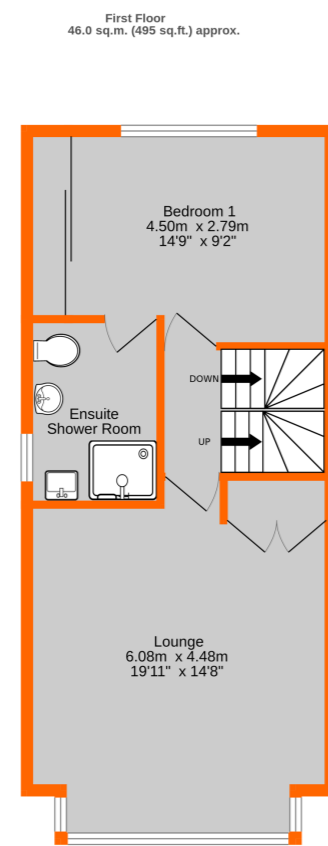 First Floor
46.0 sq.m. (495 sq.ft.) approx.
Bedroom 1
4.50m x 2.79m
14'9" x 9'2"
DOWN
Ensuite
Shower Room
UP
Lounge
6.08m x 4.48m
19'11" x 14'8"